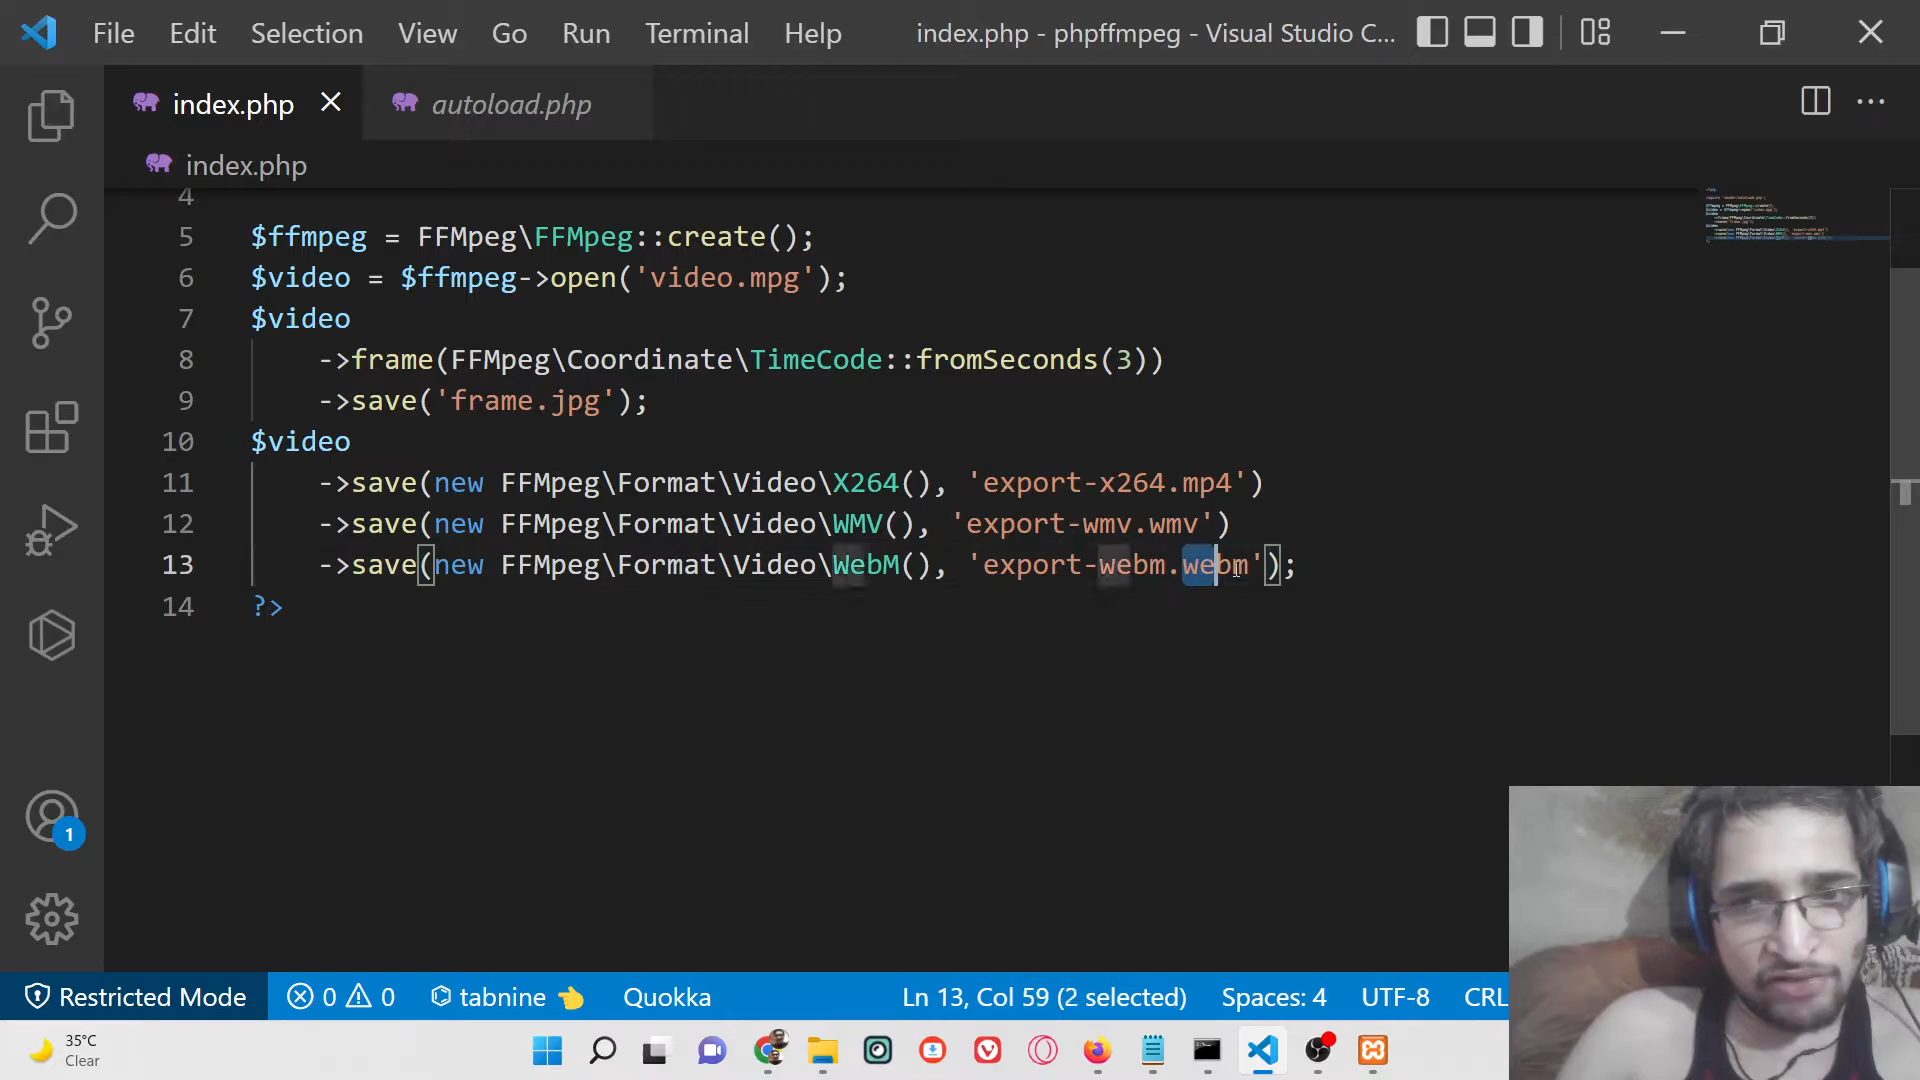 File Edit Selection View Go Run Terminal Help index.php - phpffmpeg - Visual Studio C...
index.php autoload.php
index.php
4
5 $ffmpeg = FFMpeg\FFMpeg::create();
6 $video = $ffmpeg->open('video.mpg');
7 $video
8 ->frame(FFMpeg\Coordinate\TimeCode::fromSeconds(3))
9 ->save('frame.jpg');
10 $video
11 ->save(new FFMpeg\Format\Video\X264(), 'export-x264.mp4')
12 ->save(new FFMpeg\Format\Video\WMV(), 'export-wmv.wmv')
13 ->save(new FFMpeg\Format\Video\WebM(), 'export-webm.webm');
14 ?>
1
Restricted Mode 0 0 tabnine Quokka Ln 13, Col 59 (2 selected) Spaces: 4 UTF-8 CRL
35°C
Clear